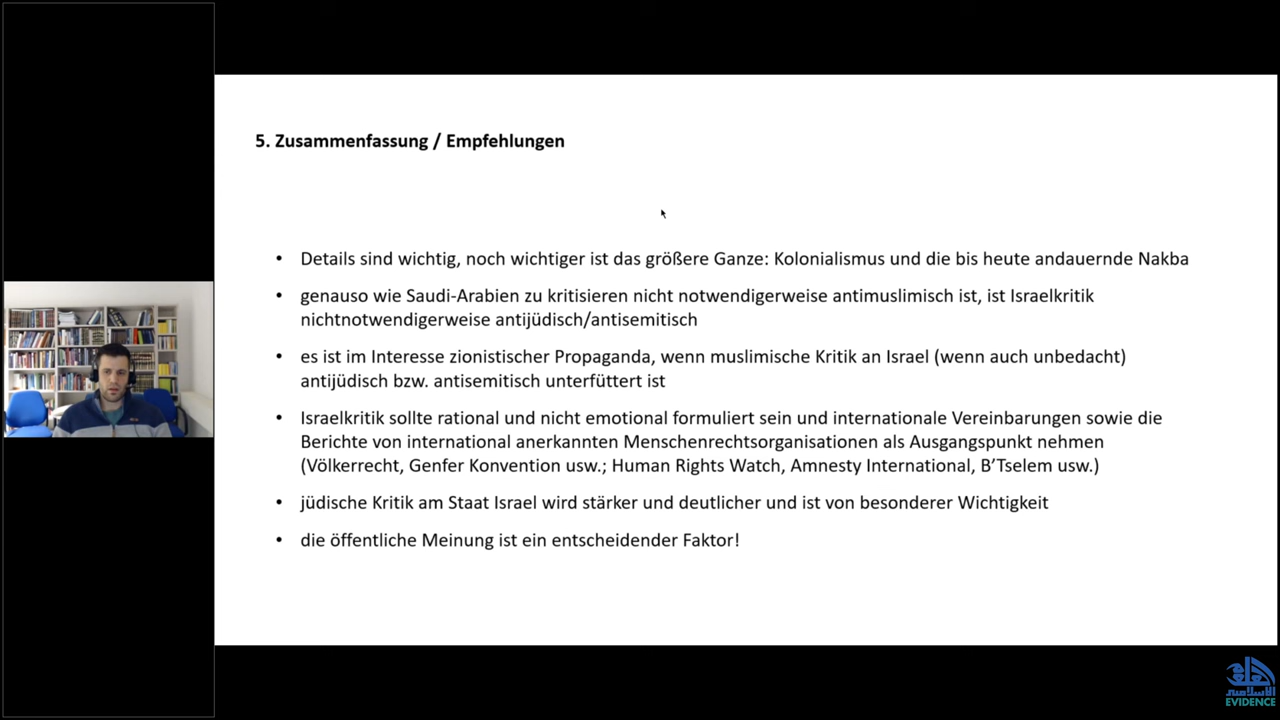 5. Zusammenfassung / Empfehlungen
• Details sind wichtig, noch wichtiger ist das größere Ganze: Kolonialismus und die bis heute andauernde Nakba
• genauso wie Saudi-Arabien zu kritisieren nicht notwendigerweise antimuslimisch ist, ist Israelkritik
nichtnotwendigerweise antijüdisch/antisemitisch
• es ist im Interesse zionistischer Propaganda, wenn muslimische Kritik an Israel (wenn auch unbedacht)
antijüdisch bzw. antisemitisch unterfüttert ist
• Israelkritik sollte rational und nicht emotional formuliert sein und internationale Vereinbarungen sowie die
Berichte von international anerkannten Menschenrechtsorganisationen als Ausgangspunkt nehmen
(Völkerrecht, Genfer Konvention usw.; Human Rights Watch, Amnesty International, B’Tselem usw.)
• jüdische Kritik am Staat Israel wird stärker und deutlicher und ist von besonderer Wichtigkeit
• die öffentliche Meinung ist ein entscheidender Faktor!
EVIDENCE